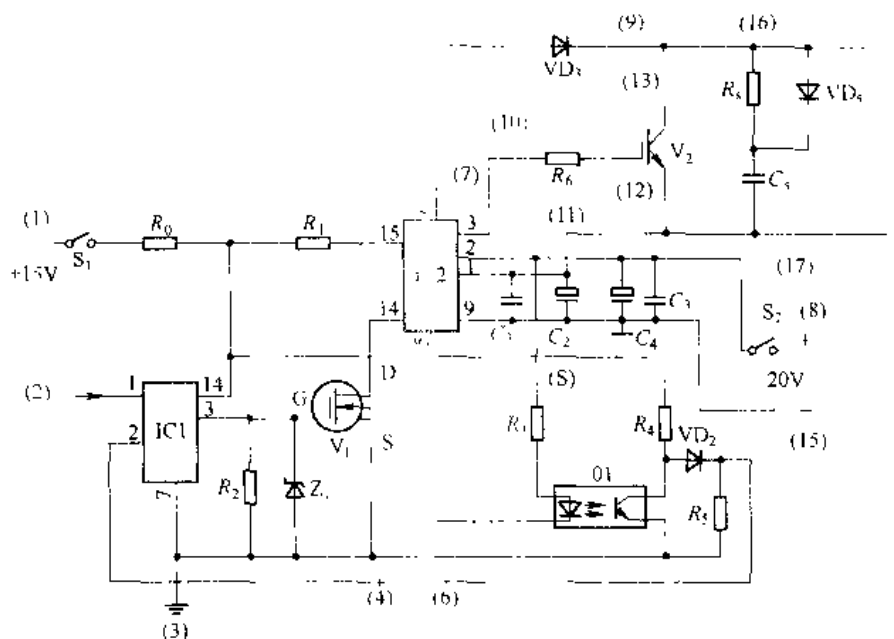 (9)
(16)
VD₃
(13)
R₈
VD₅
(10)
V₂
(7)
R₆
(12)
C₅
(1)
R₀
R₁
15
3
(11)
+15V
S₁
2
1
(17)
14
9
C₂
C₄
C₃
S₂
(8)
+
20V
D
(S)
(2)
1
14
G
3
IC1
2
V₁
S
R₄
VD₂
(15)
7
R₂
01
R₅
(4)
(6)
(3)